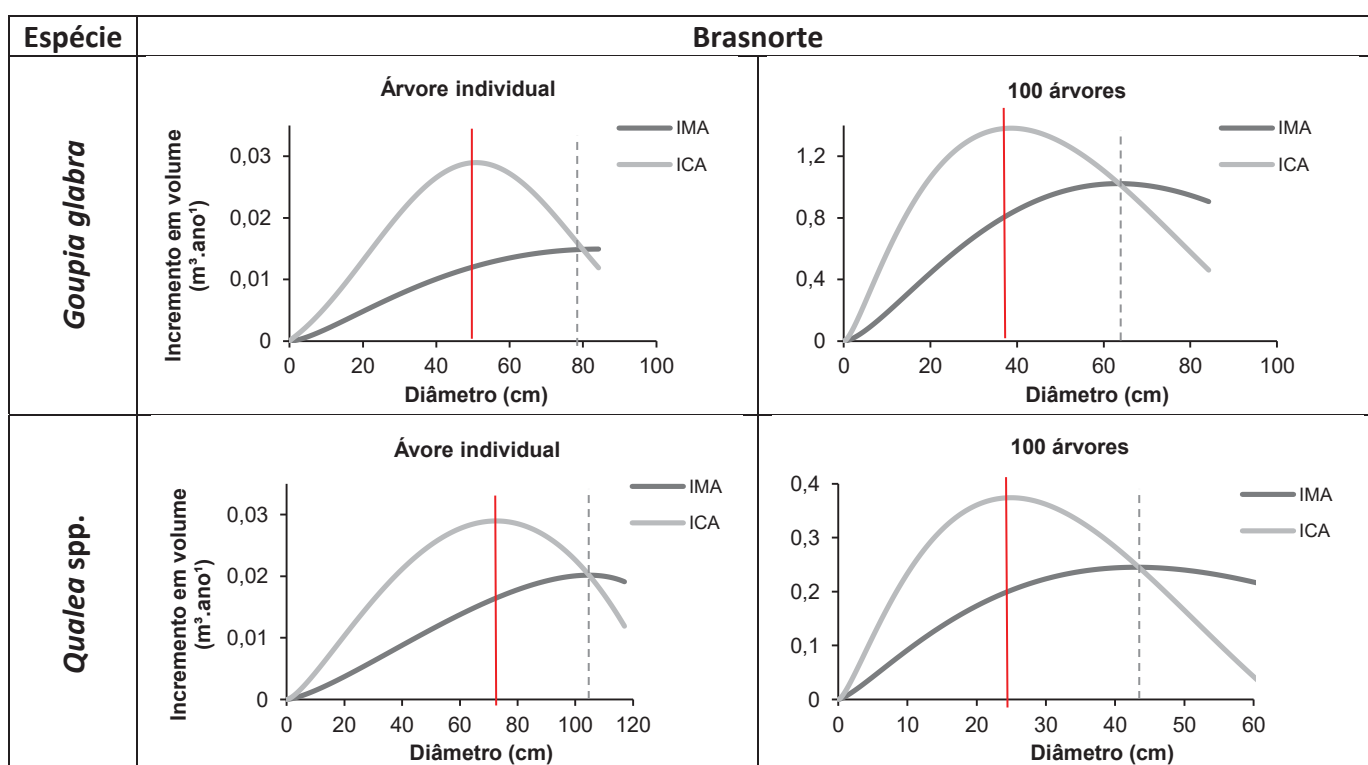 Espécie
Brasnorte
Goupia glabra
Árvore individual
Incremento em volume
(m³.ano¹)
0,03
0,02
0,01
0
0 20 40 60 80 100
Diâmetro (cm)
IMA
ICA
100 árvores
1,2
0,8
0,4
0
0 20 40 60 80 100
Diâmetro (cm)
IMA
ICA
Qualea spp.
Ávore individual
Incremento em volume
(m³.ano¹)
0,03
0,02
0,01
0
0 20 40 60 80 100 120
Diâmetro (cm)
IMA
ICA
100 árvores
0,4
0,3
0,2
0,1
0
0 10 20 30 40 50 60
Diâmetro (cm)
IMA
ICA